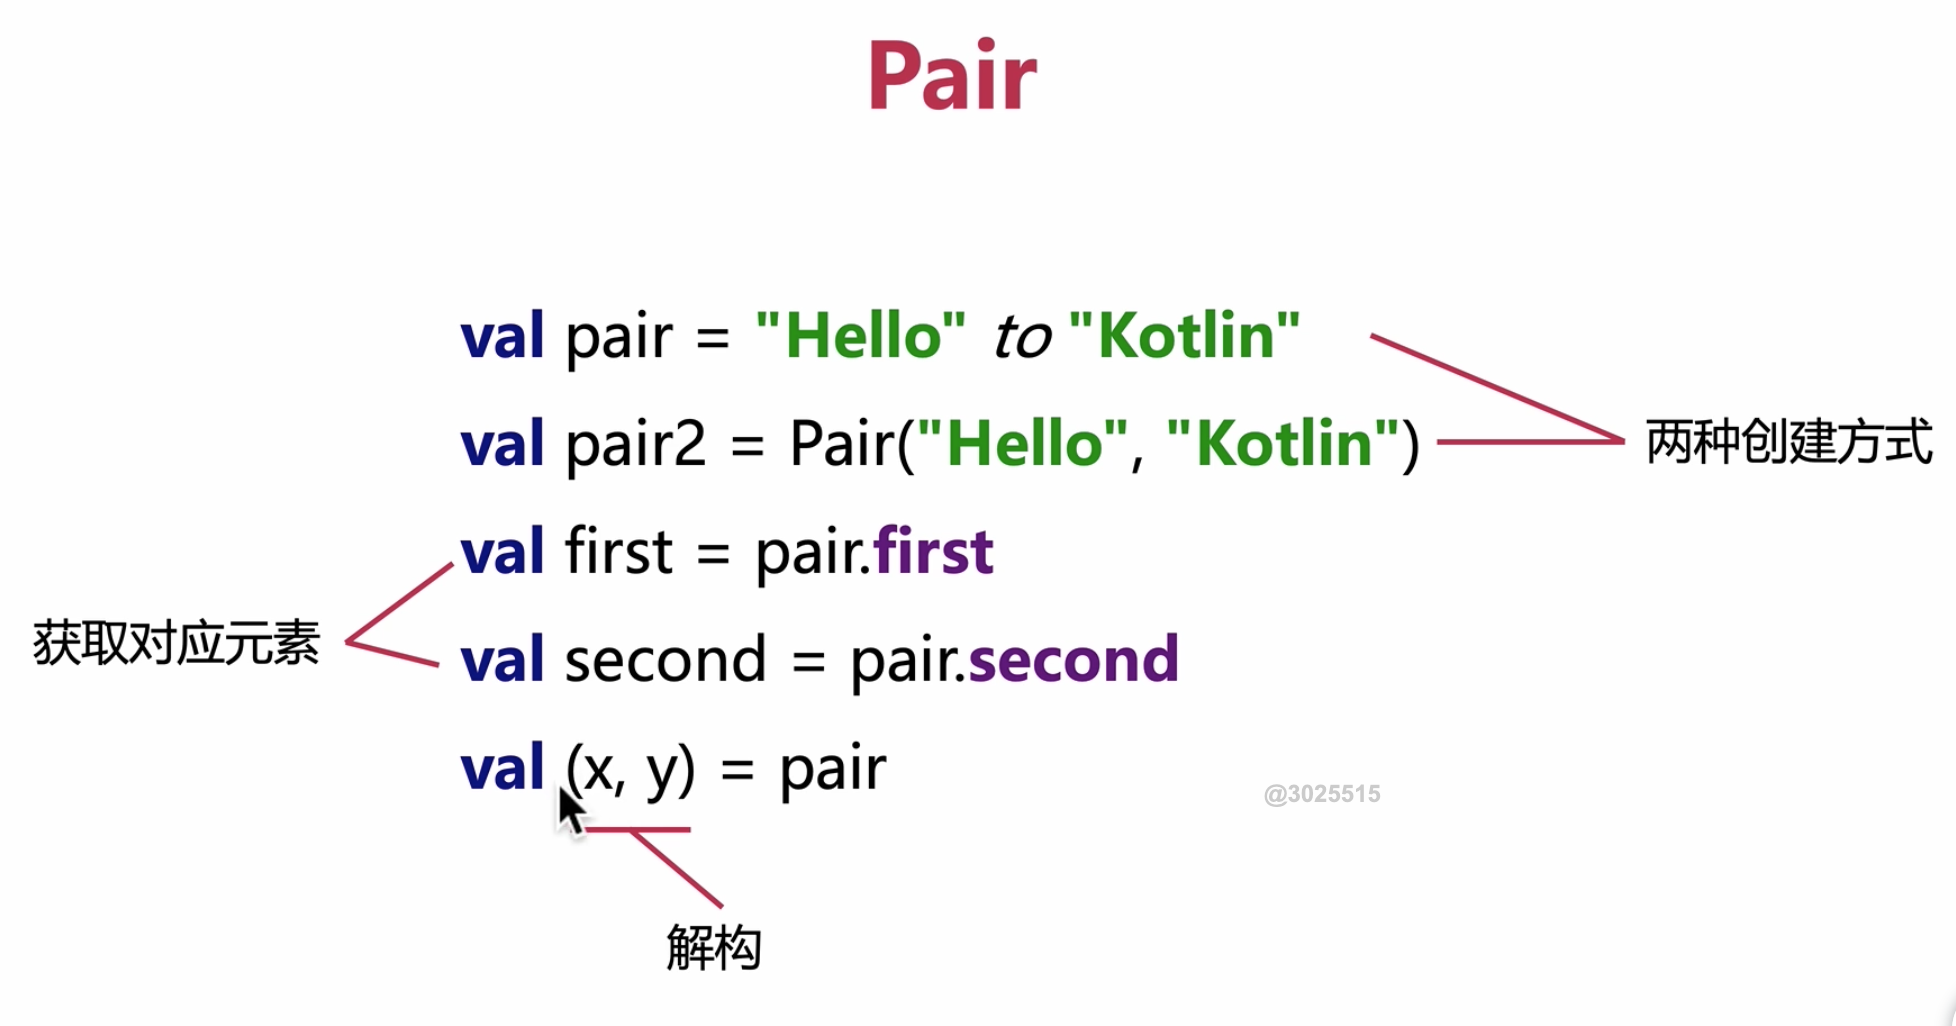 Pair
val pair = "Hello" to "Kotlin"
val pair2 = Pair("Hello", "Kotlin")
两种创建方式
val first = pair.first
获取对应元素
val second = pair.second
val (x, y) = pair
@3025515
解构